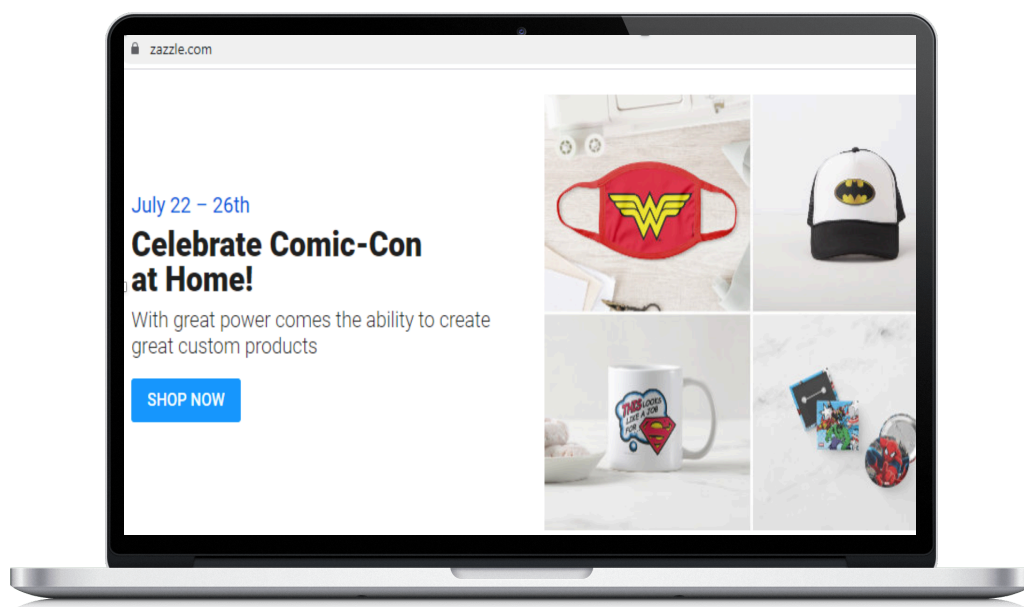 zazzle.com
July 22 – 26th
Celebrate Comic-Con
at Home!
With great power comes the ability to create
great custom products
SHOP NOW
W
THIS LOOKS
LIKE A JOB
FOR
S